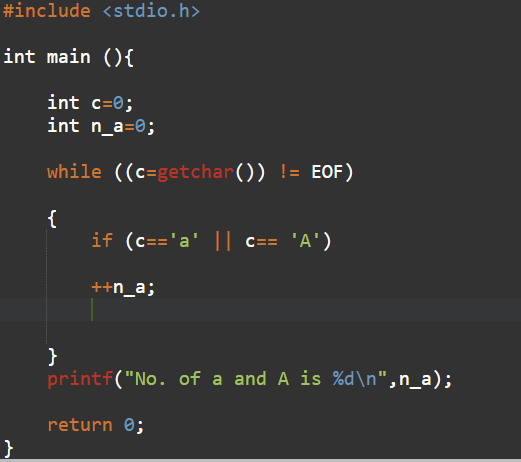 #include <stdio.h>
int main (){
int c=0;
int n_a=0;
while ((c=getchar()) != EOF)
{
if (c=='a' || c== 'A')
++n_a;
}
printf("No. of a and A is %d\n",n_a);
return 0;
}